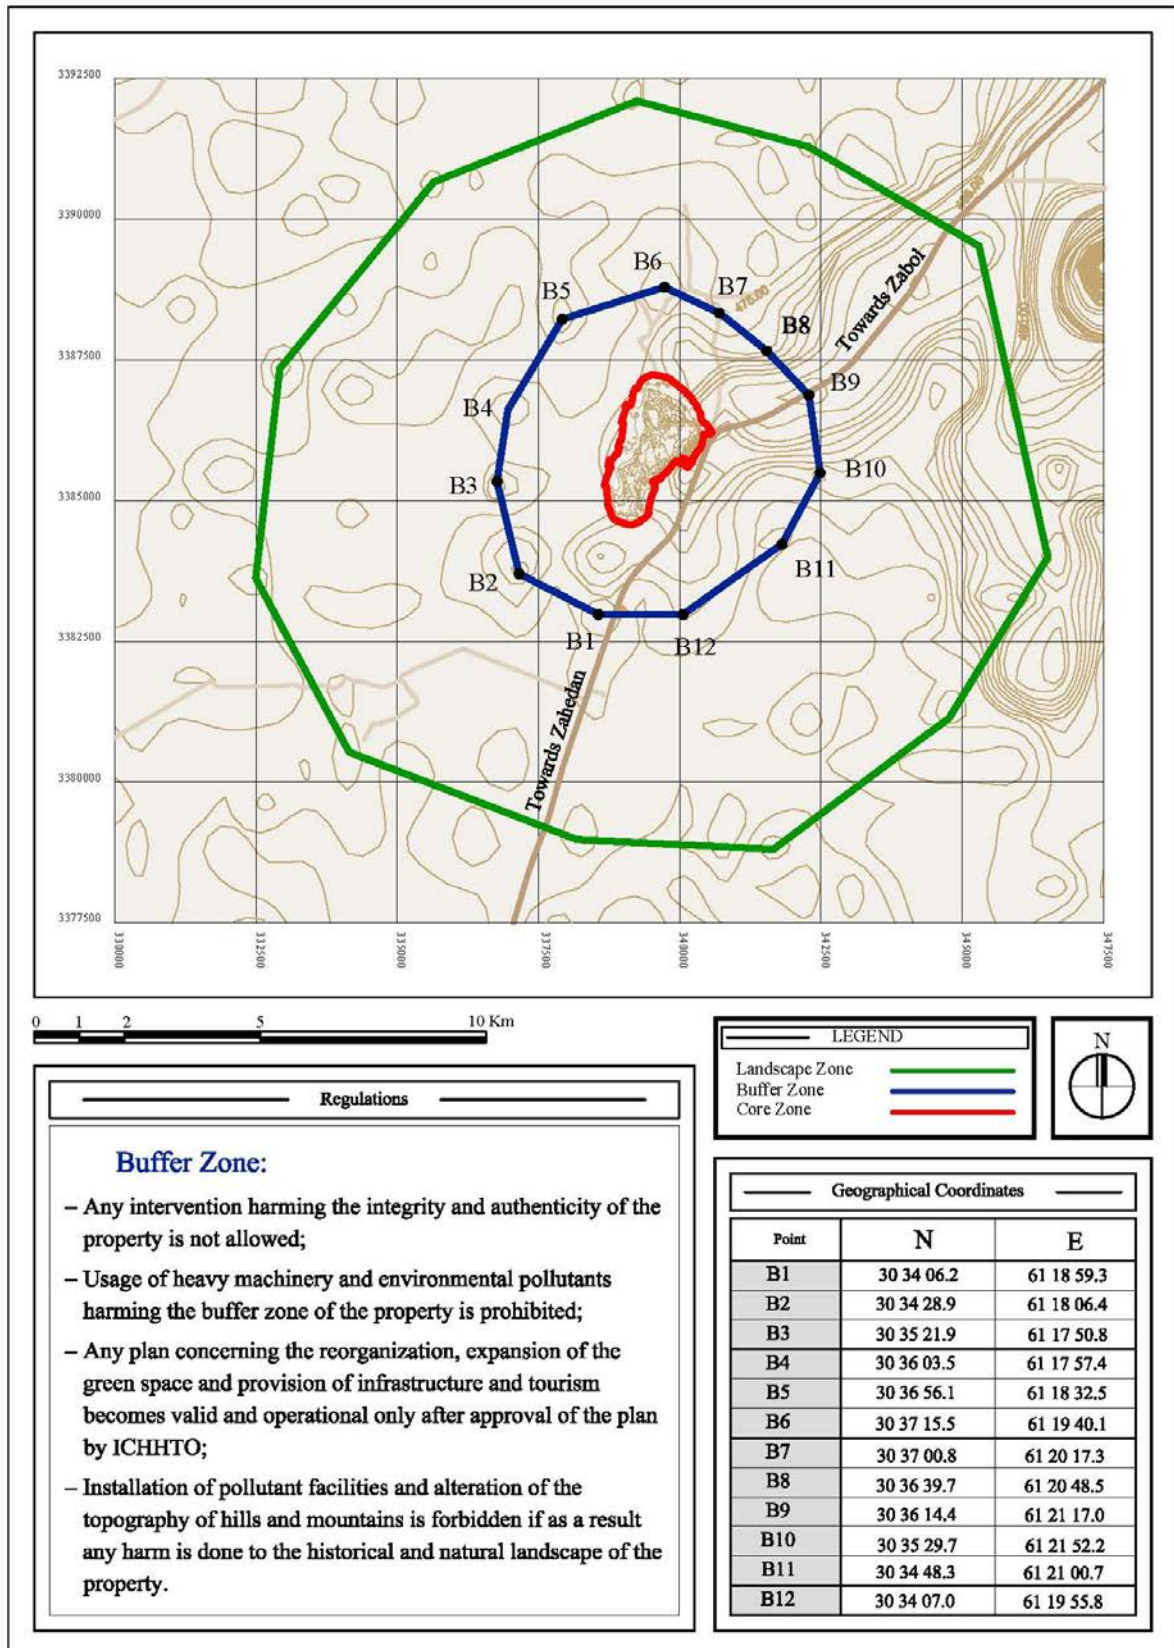 3392500
3390000
3387500
3385000
3382500
3380000
3377500
330000
332500
335000
337500
340000
342500
345000
347500
B6
B7
B5
476.00
B8
Towards Zabol
B9
B4
B3
B10
B2
B11
B1
B12
Towards Zahedan
0 1 2 5 10 Km
LEGEND
Landscape Zone
Buffer Zone
Core Zone
N
Regulations
Buffer Zone:
– Any intervention harming the integrity and authenticity of the
property is not allowed;
– Usage of heavy machinery and environmental pollutants
harming the buffer zone of the property is prohibited;
– Any plan concerning the reorganization, expansion of the
green space and provision of infrastructure and tourism
becomes valid and operational only after approval of the plan
by ICHHTO;
– Installation of pollutant facilities and alteration of the
topography of hills and mountains is forbidden if as a result
any harm is done to the historical and natural landscape of the
property.
Geographical Coordinates
Point N E
B1 30 34 06.2 61 18 59.3
B2 30 34 28.9 61 18 06.4
B3 30 35 21.9 61 17 50.8
B4 30 36 03.5 61 17 57.4
B5 30 36 56.1 61 18 32.5
B6 30 37 15.5 61 19 40.1
B7 30 37 00.8 61 20 17.3
B8 30 36 39.7 61 20 48.5
B9 30 36 14.4 61 21 17.0
B10 30 35 29.7 61 21 52.2
B11 30 34 48.3 61 21 00.7
B12 30 34 07.0 61 19 55.8